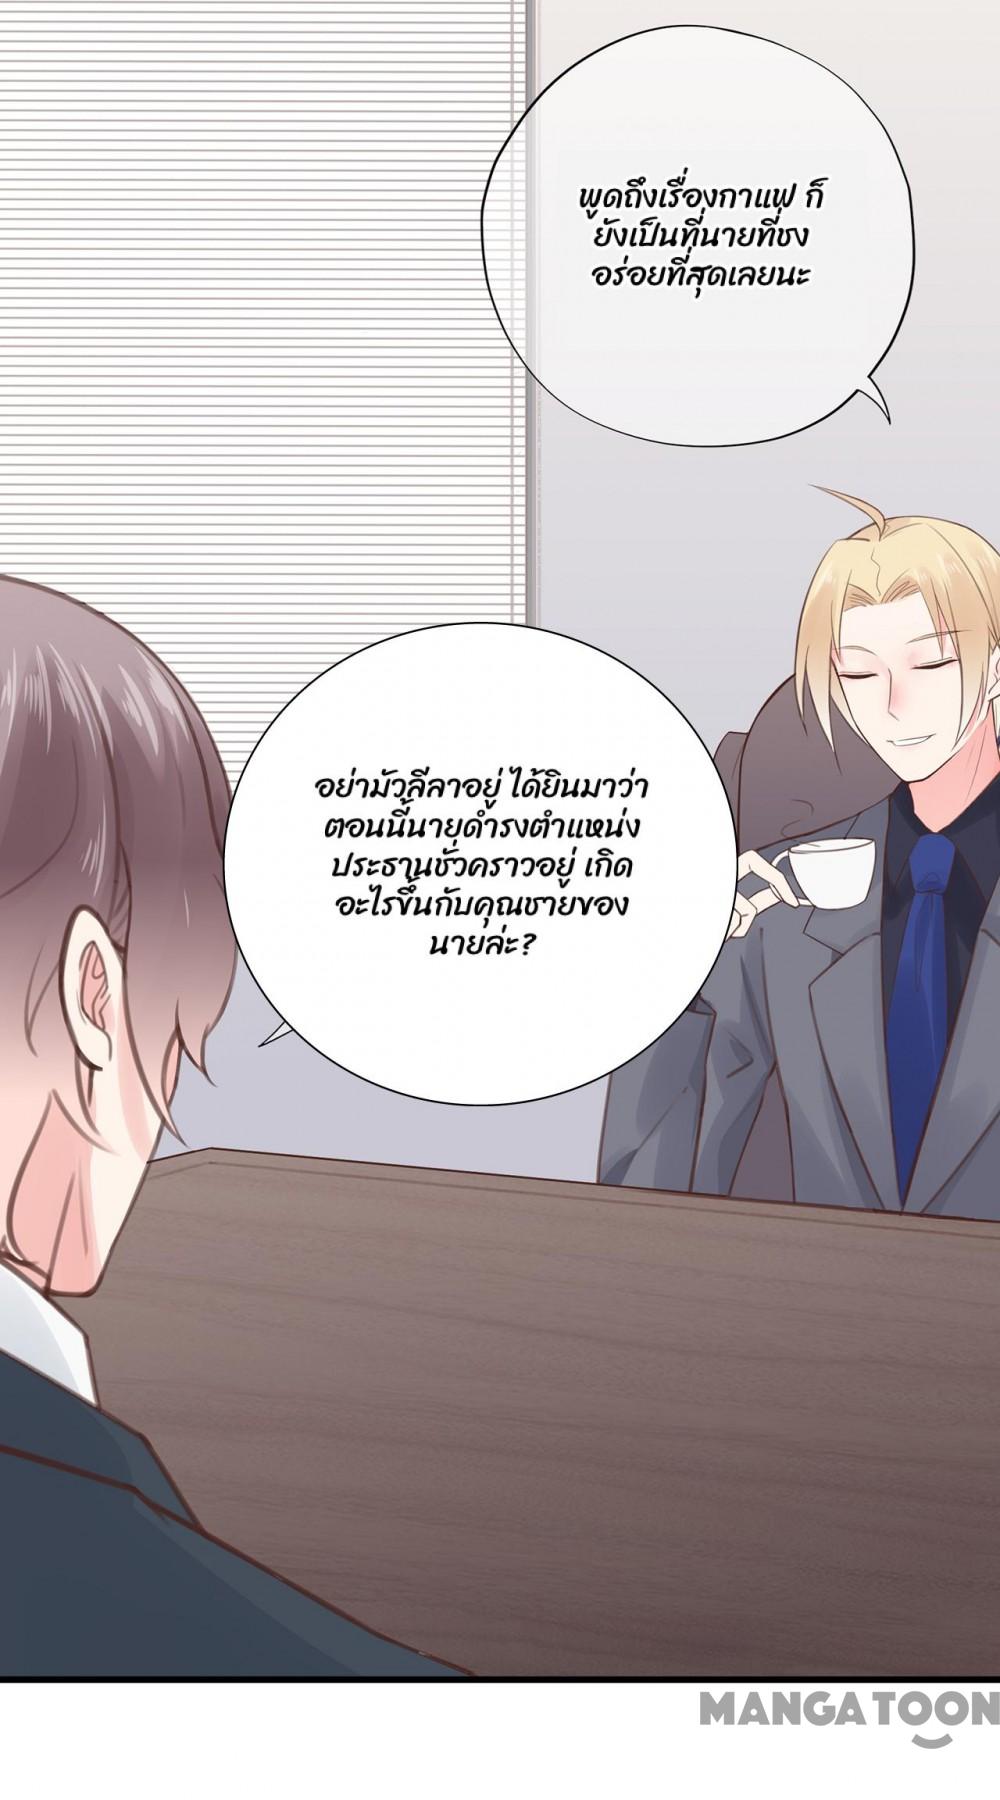 พูดถึงเรื่องกาแฟ ก็
ยังเป็นที่นายที่ชง
อร่อยที่สุดเลยนะ
อย่ามัวลีลาอยู่ ได้ยินมาว่า
ตอนนี้นายดำรงตำแหน่ง
ประธานชั่วคราวอยู่ เกิด
อะไรขึ้นกับคุณชายของ
นายล่ะ?
MANGATOON